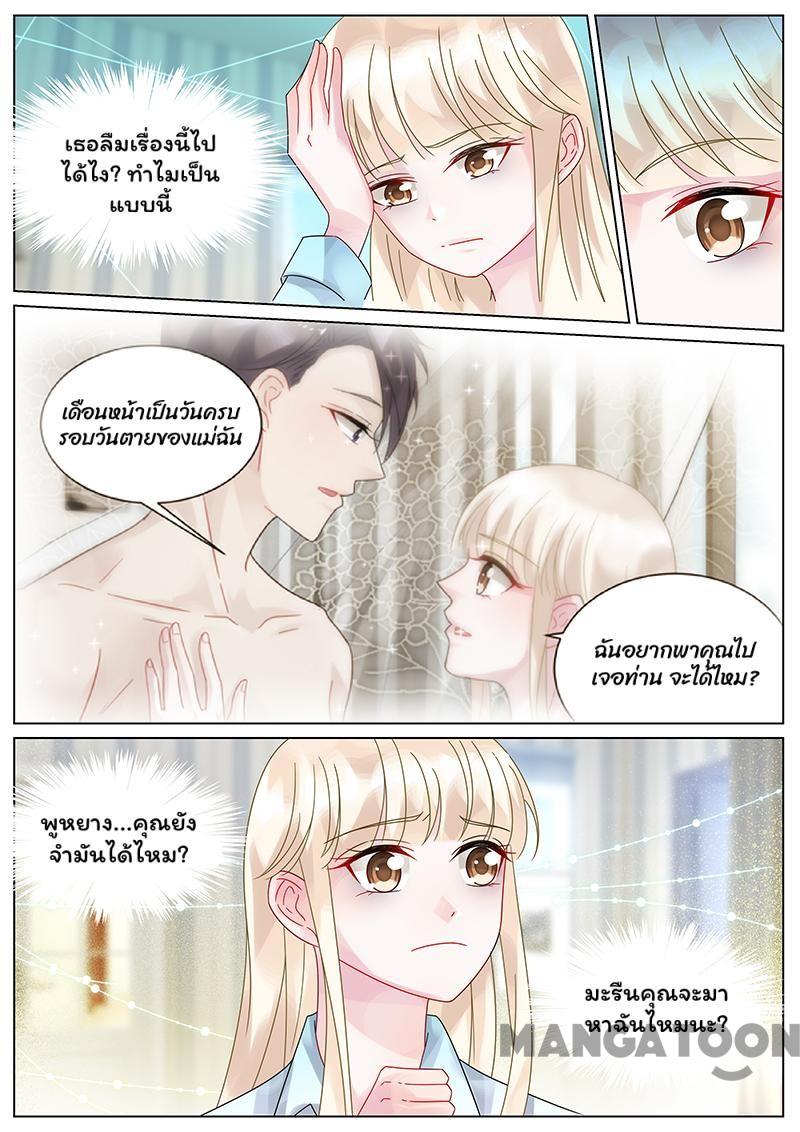 เธอลืมเรื่องนี้ไป
ได้ไง? ทำไมเป็น
แบบนี้
เดือนหน้าเป็นวันครบ
รอบวันตายของแม่ฉัน
ฉันอยากพาคุณไป
เจอท่าน จะได้ไหม?
พูหยาง...คุณยัง
จำมันได้ไหม?
มะรืนคุณจะมา
หาฉันไหมนะ?
MANGATOON